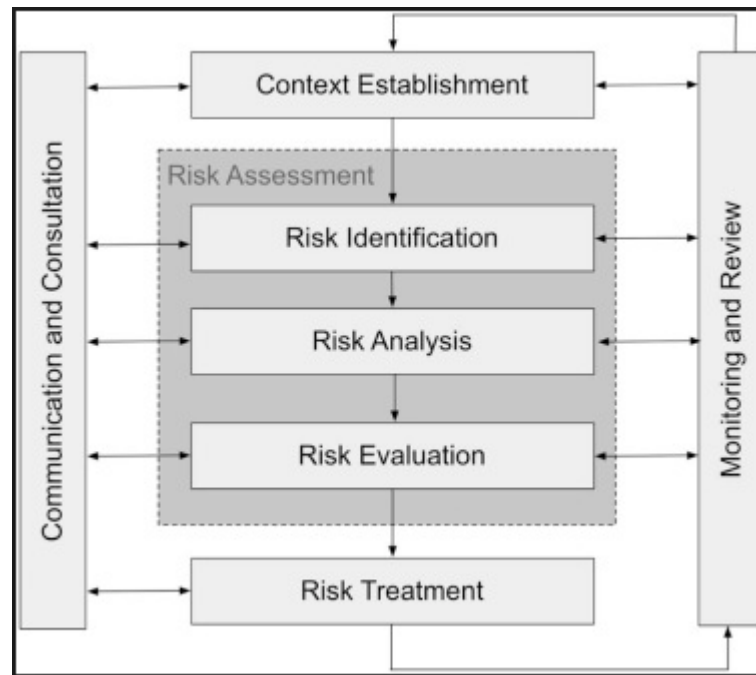 Context Establishment
Risk Assessment
Risk Identification
Risk Analysis
Risk Evaluation
Risk Treatment
Communication and Consultation
Monitoring and Review